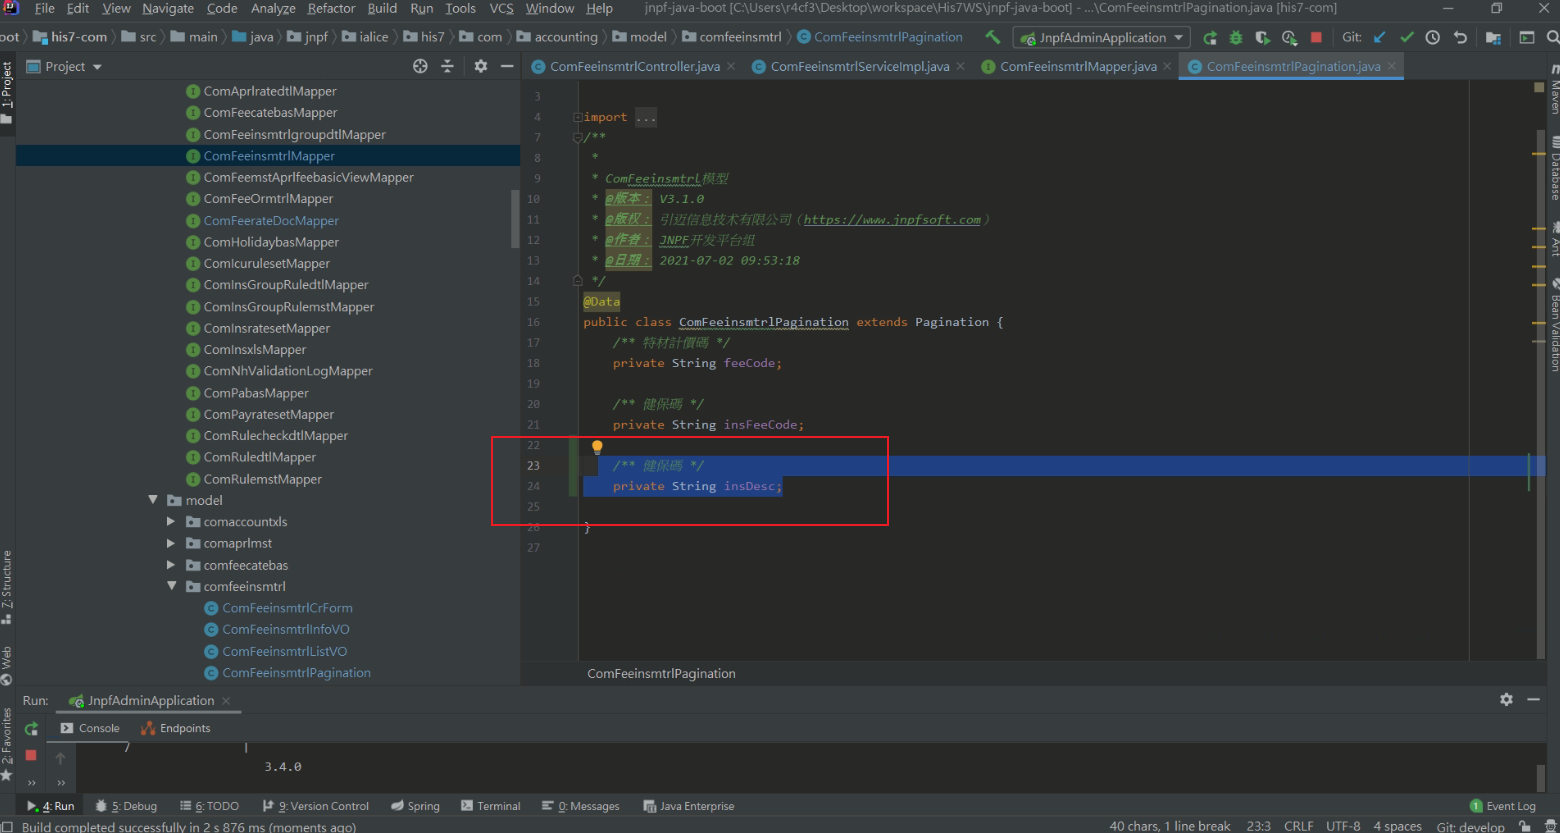 File Edit View Navigate Code Analyze Refactor Build Run Tools VCS Window Help jnpf-java-boot [C:\Users\r4cf3\Desktop\workspace\His7WS\jnpf-java-boot] - ...\ComFeeinsmtrlPagination.java [his7-com]
oot his7-com src main java jnpf ialice his7 com accounting model comfeeinsmtrl ComFeeinsmtrlPagination JnpfAdminApplication Git:
Project
ComFeeinsmtrlController.java ComFeeinsmtrlServiceImpl.java ComFeeinsmtrlMapper.java ComFeeinsmtrlPagination.java
1: Project
ComAprlratedtlMapper
ComFeecatebasMapper
ComFeeinsmtrlgroupdtlMapper
ComFeeinsmtrlMapper
ComFeemstAprlfeebasicViewMapper
ComFeeOrmtrlMapper
ComFeerateDocMapper
ComHolidaybasMapper
ComIcurulesetMapper
ComInsGroupRuledtlMapper
ComInsGroupRulemstMapper
ComInsratesetMapper
ComInsxlsMapper
ComNhValidationLogMapper
ComPabasMapper
ComPayratesetMapper
ComRulecheckdtlMapper
ComRuledtlMapper
ComRulemstMapper
model
comaccountxls
comaprlmst
comfeecatebas
comfeeinsmtrl
ComFeeinsmtrlCrForm
ComFeeinsmtrlInfoVO
ComFeeinsmtrlListVO
ComFeeinsmtrlPagination
3
4 import ...
7 /**
8 *
9 * ComFeeinsmtrl模型
10 * @版本： V3.1.0
11 * @版权： 引迈信息技术有限公司（https://www.jnpfsoft.com）
12 * @作者： JNPF开发平台组
13 * @日期： 2021-07-02 09:53:18
14 */
15 @Data
16 public class ComFeeinsmtrlPagination extends Pagination {
17 /** 特材計價碼 */
18 private String feeCode;
19
20 /** 健保碼 */
21 private String insFeeCode;
22
23 /** 健保碼 */
24 private String insDesc;
25
26 }
27
ComFeeinsmtrlPagination
Maven
Database
Ant
Bean Validation
Z: Structure
Web
2: Favorites
Run: JnpfAdminApplication
Console Endpoints
/ |
3.4.0
4: Run 5: Debug 6: TODO 9: Version Control Spring Terminal 0: Messages Java Enterprise 1 Event Log
Build completed successfully in 2 s 876 ms (moments ago) 40 chars, 1 line break 23:3 CRLF UTF-8 4 spaces Git: develop